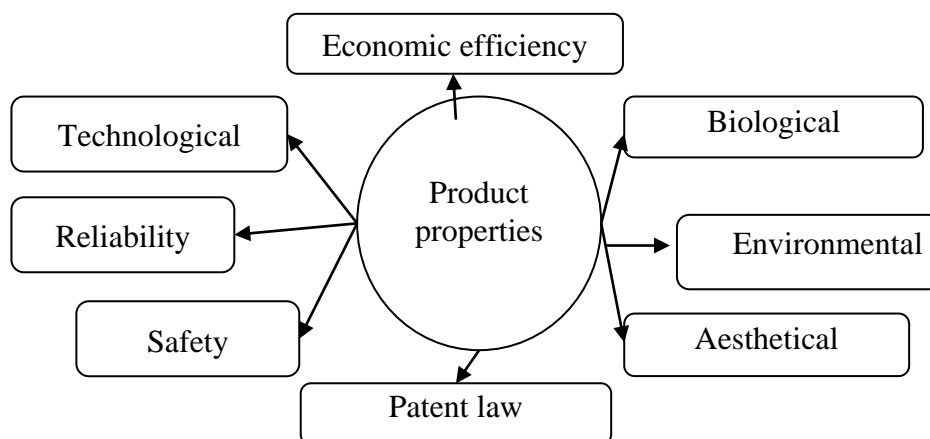 Economic efficiency
Technological
Biological
Product
properties
Reliability
Environmental
Safety
Aesthetical
Patent law